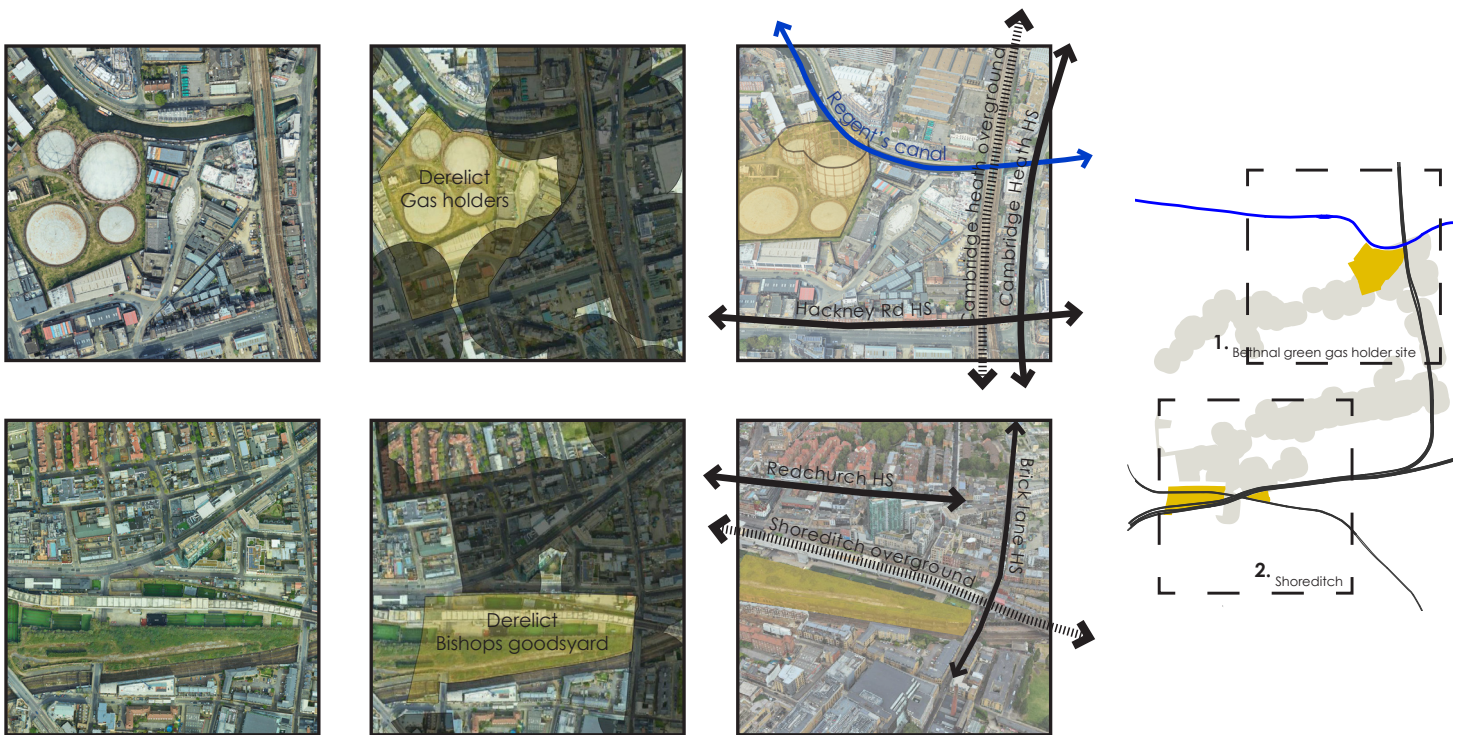 Derelict
Gas holders
Regent's canal
Cambridge heath overground
Cambridge Heath HS
Hackney Rd HS
1. Bethnal green gas holder site
Derelict
Bishops goodsyard
Redchurch HS
Shoreditch overground
Brick lane HS
2. Shoreditch